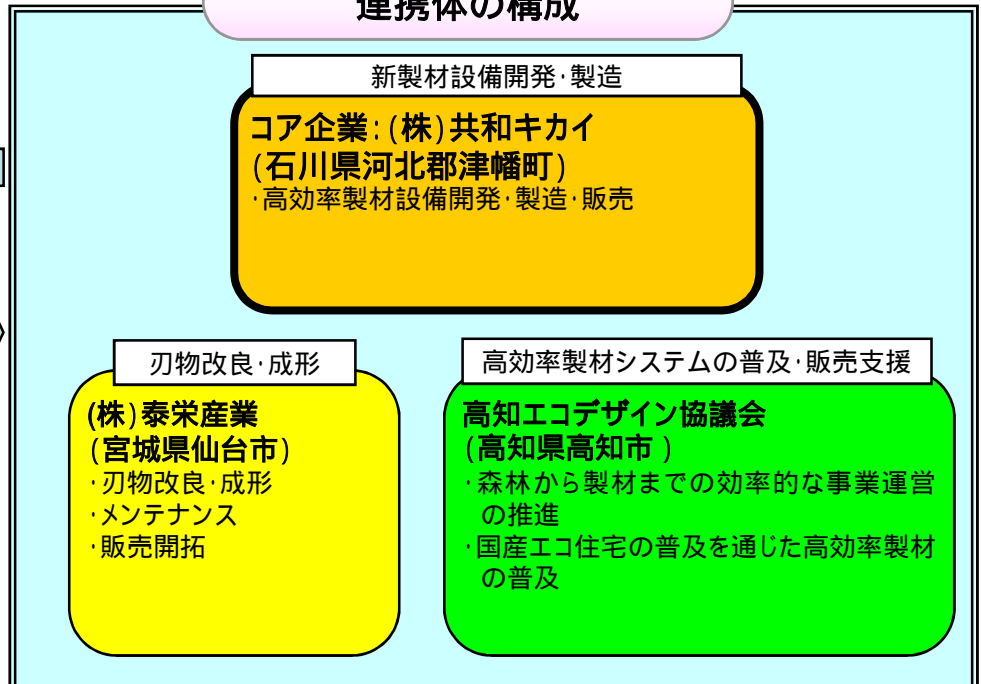 連携体の構成
新製材設備開発･製造
コア企業：(株)共和キカイ
(石川県河北郡津幡町)
･高効率製材設備開発･製造･販売
刃物改良･成形
(株)泰栄産業
(宮城県仙台市)
･刃物改良･成形
･メンテナンス
･販売開拓
高効率製材システムの普及･販売支援
高知エコデザイン協議会
(高知県高知市 )
･森林から製材までの効率的な事業運営
の推進
･国産エコ住宅の普及を通じた高効率製材
の普及